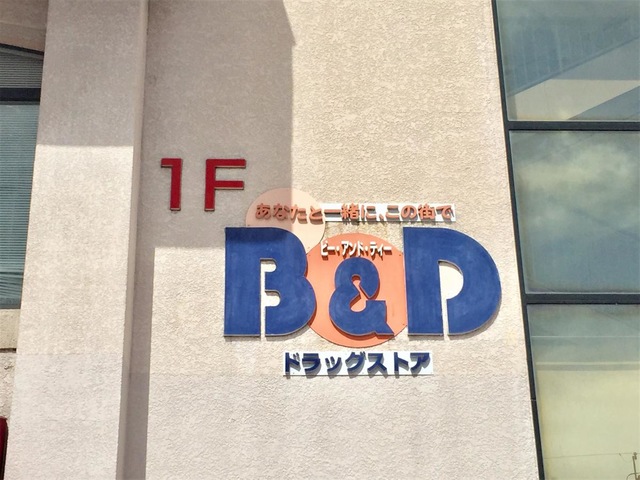 1F
あなたと一緒に、この街で
ビー・アンド・ディー
B&D
ドラッグストア